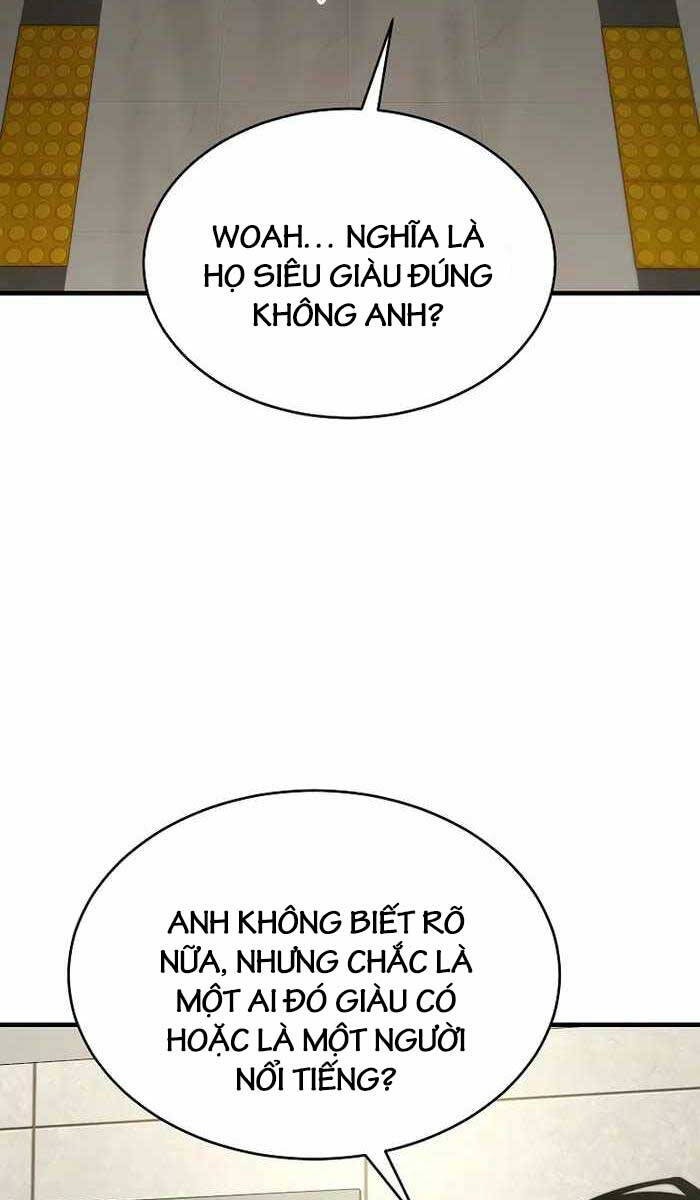 WOAH... NGHĨA LÀ
HỌ SIÊU GIÀU ĐÚNG
KHÔNG ANH?
ANH KHÔNG BIẾT RÕ
NỮA, NHƯNG CHẮC LÀ
MỘT AI ĐÓ GIÀU CÓ
HOẶC LÀ MỘT NGƯỜI
NỔI TIẾNG?